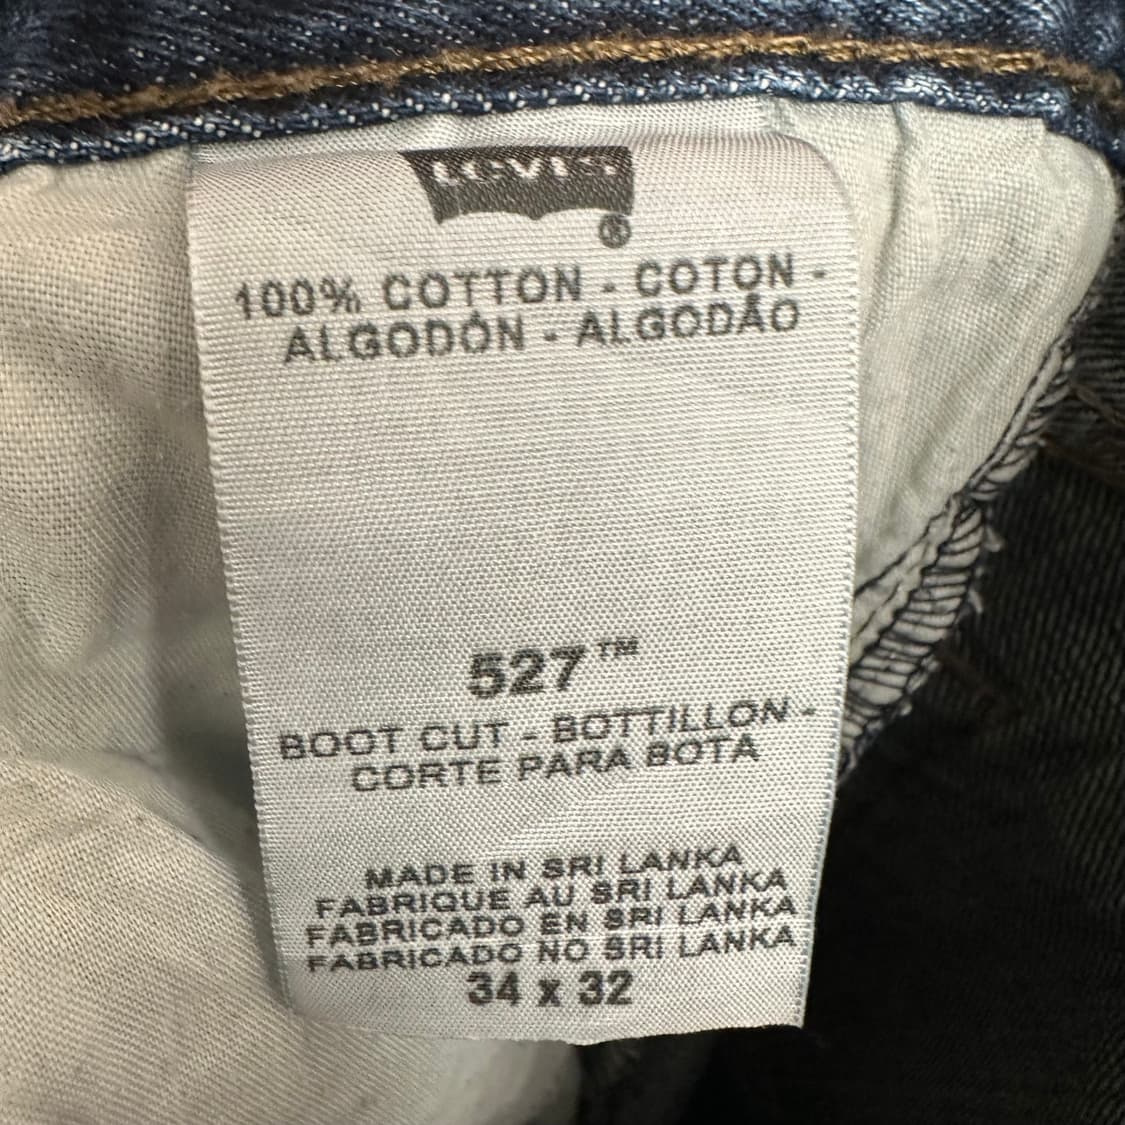 LEVI'S
®
100% COTTON - COTON -
ALGODÓN - ALGODÃO
527™
BOOT CUT - BOTTILLON -
CORTE PARA BOTA
MADE IN SRI LANKA
FABRIQUE AU SRI LANKA
FABRICADO EN SRI LANKA
FABRICADO NO SRI LANKA
34 x 32